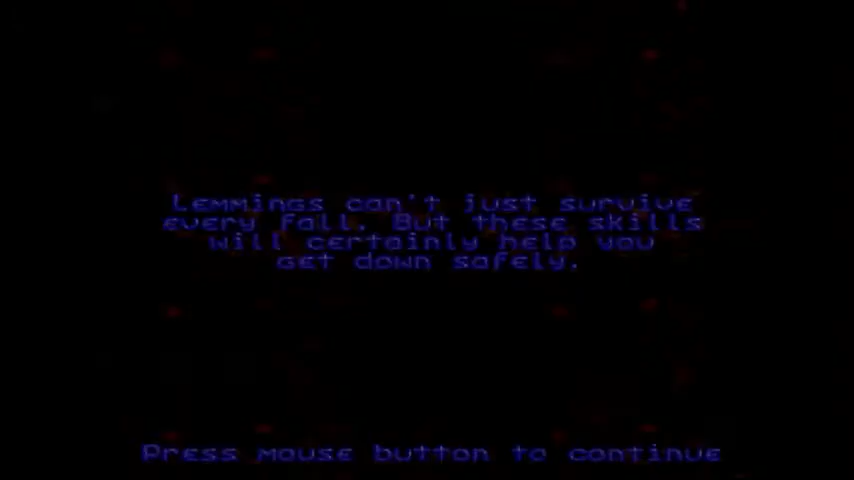 Lemmings can't just survive
every fall. But these skills
will certainly help you
get down safely.
Press mouse button to continue